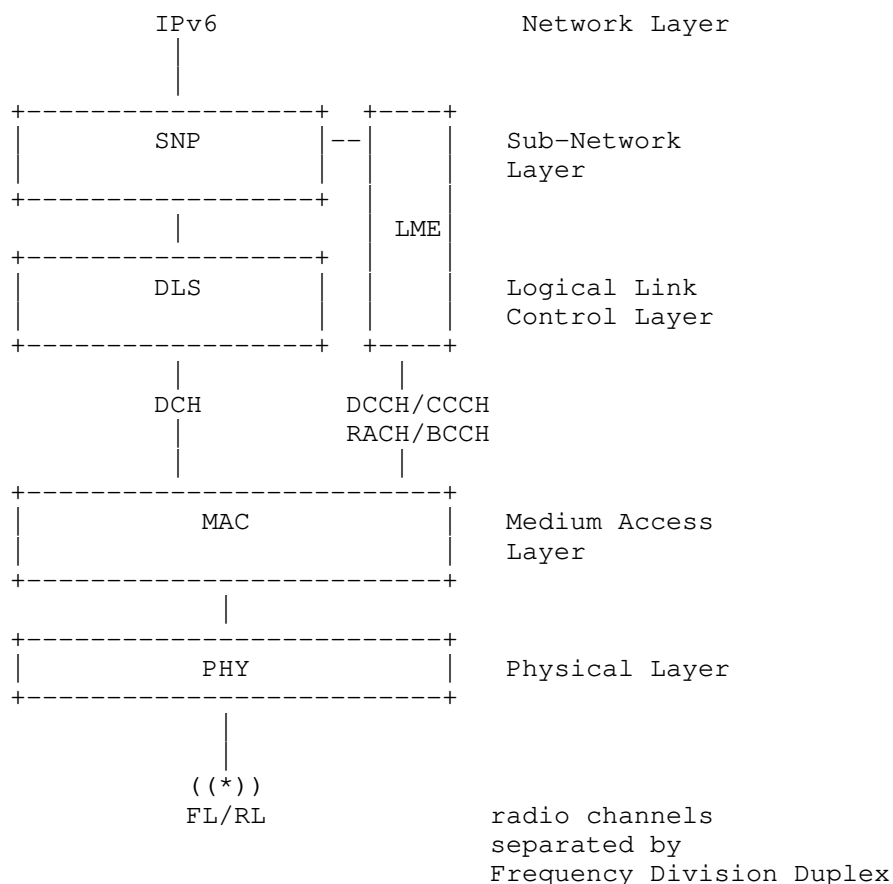 IPv6 Network Layer
SNP Sub-Network
Layer
LME
DLS Logical Link
Control Layer
DCH DCCH/CCCH
RACH/BCCH
MAC Medium Access
Layer
PHY Physical Layer
((*))
FL/RL radio channels
separated by
Frequency Division Duplex